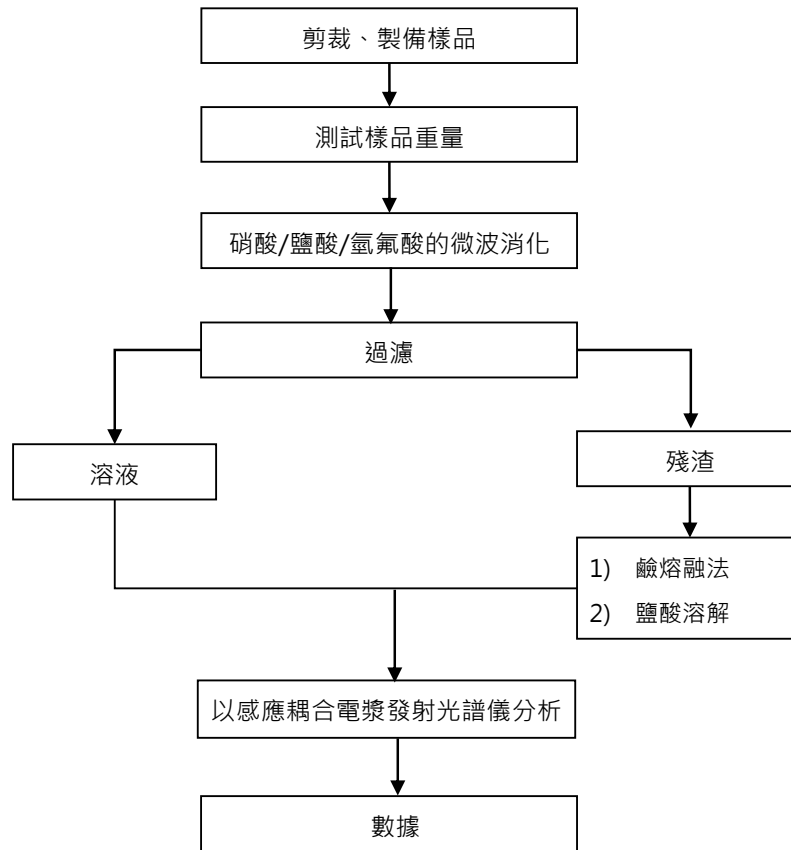 剪裁、製備樣品
測試樣品重量
硝酸/鹽酸/氫氟酸的微波消化
過濾
溶液
殘渣
1) 鹼熔融法
2) 鹽酸溶解
以感應耦合電漿發射光譜儀分析
數據